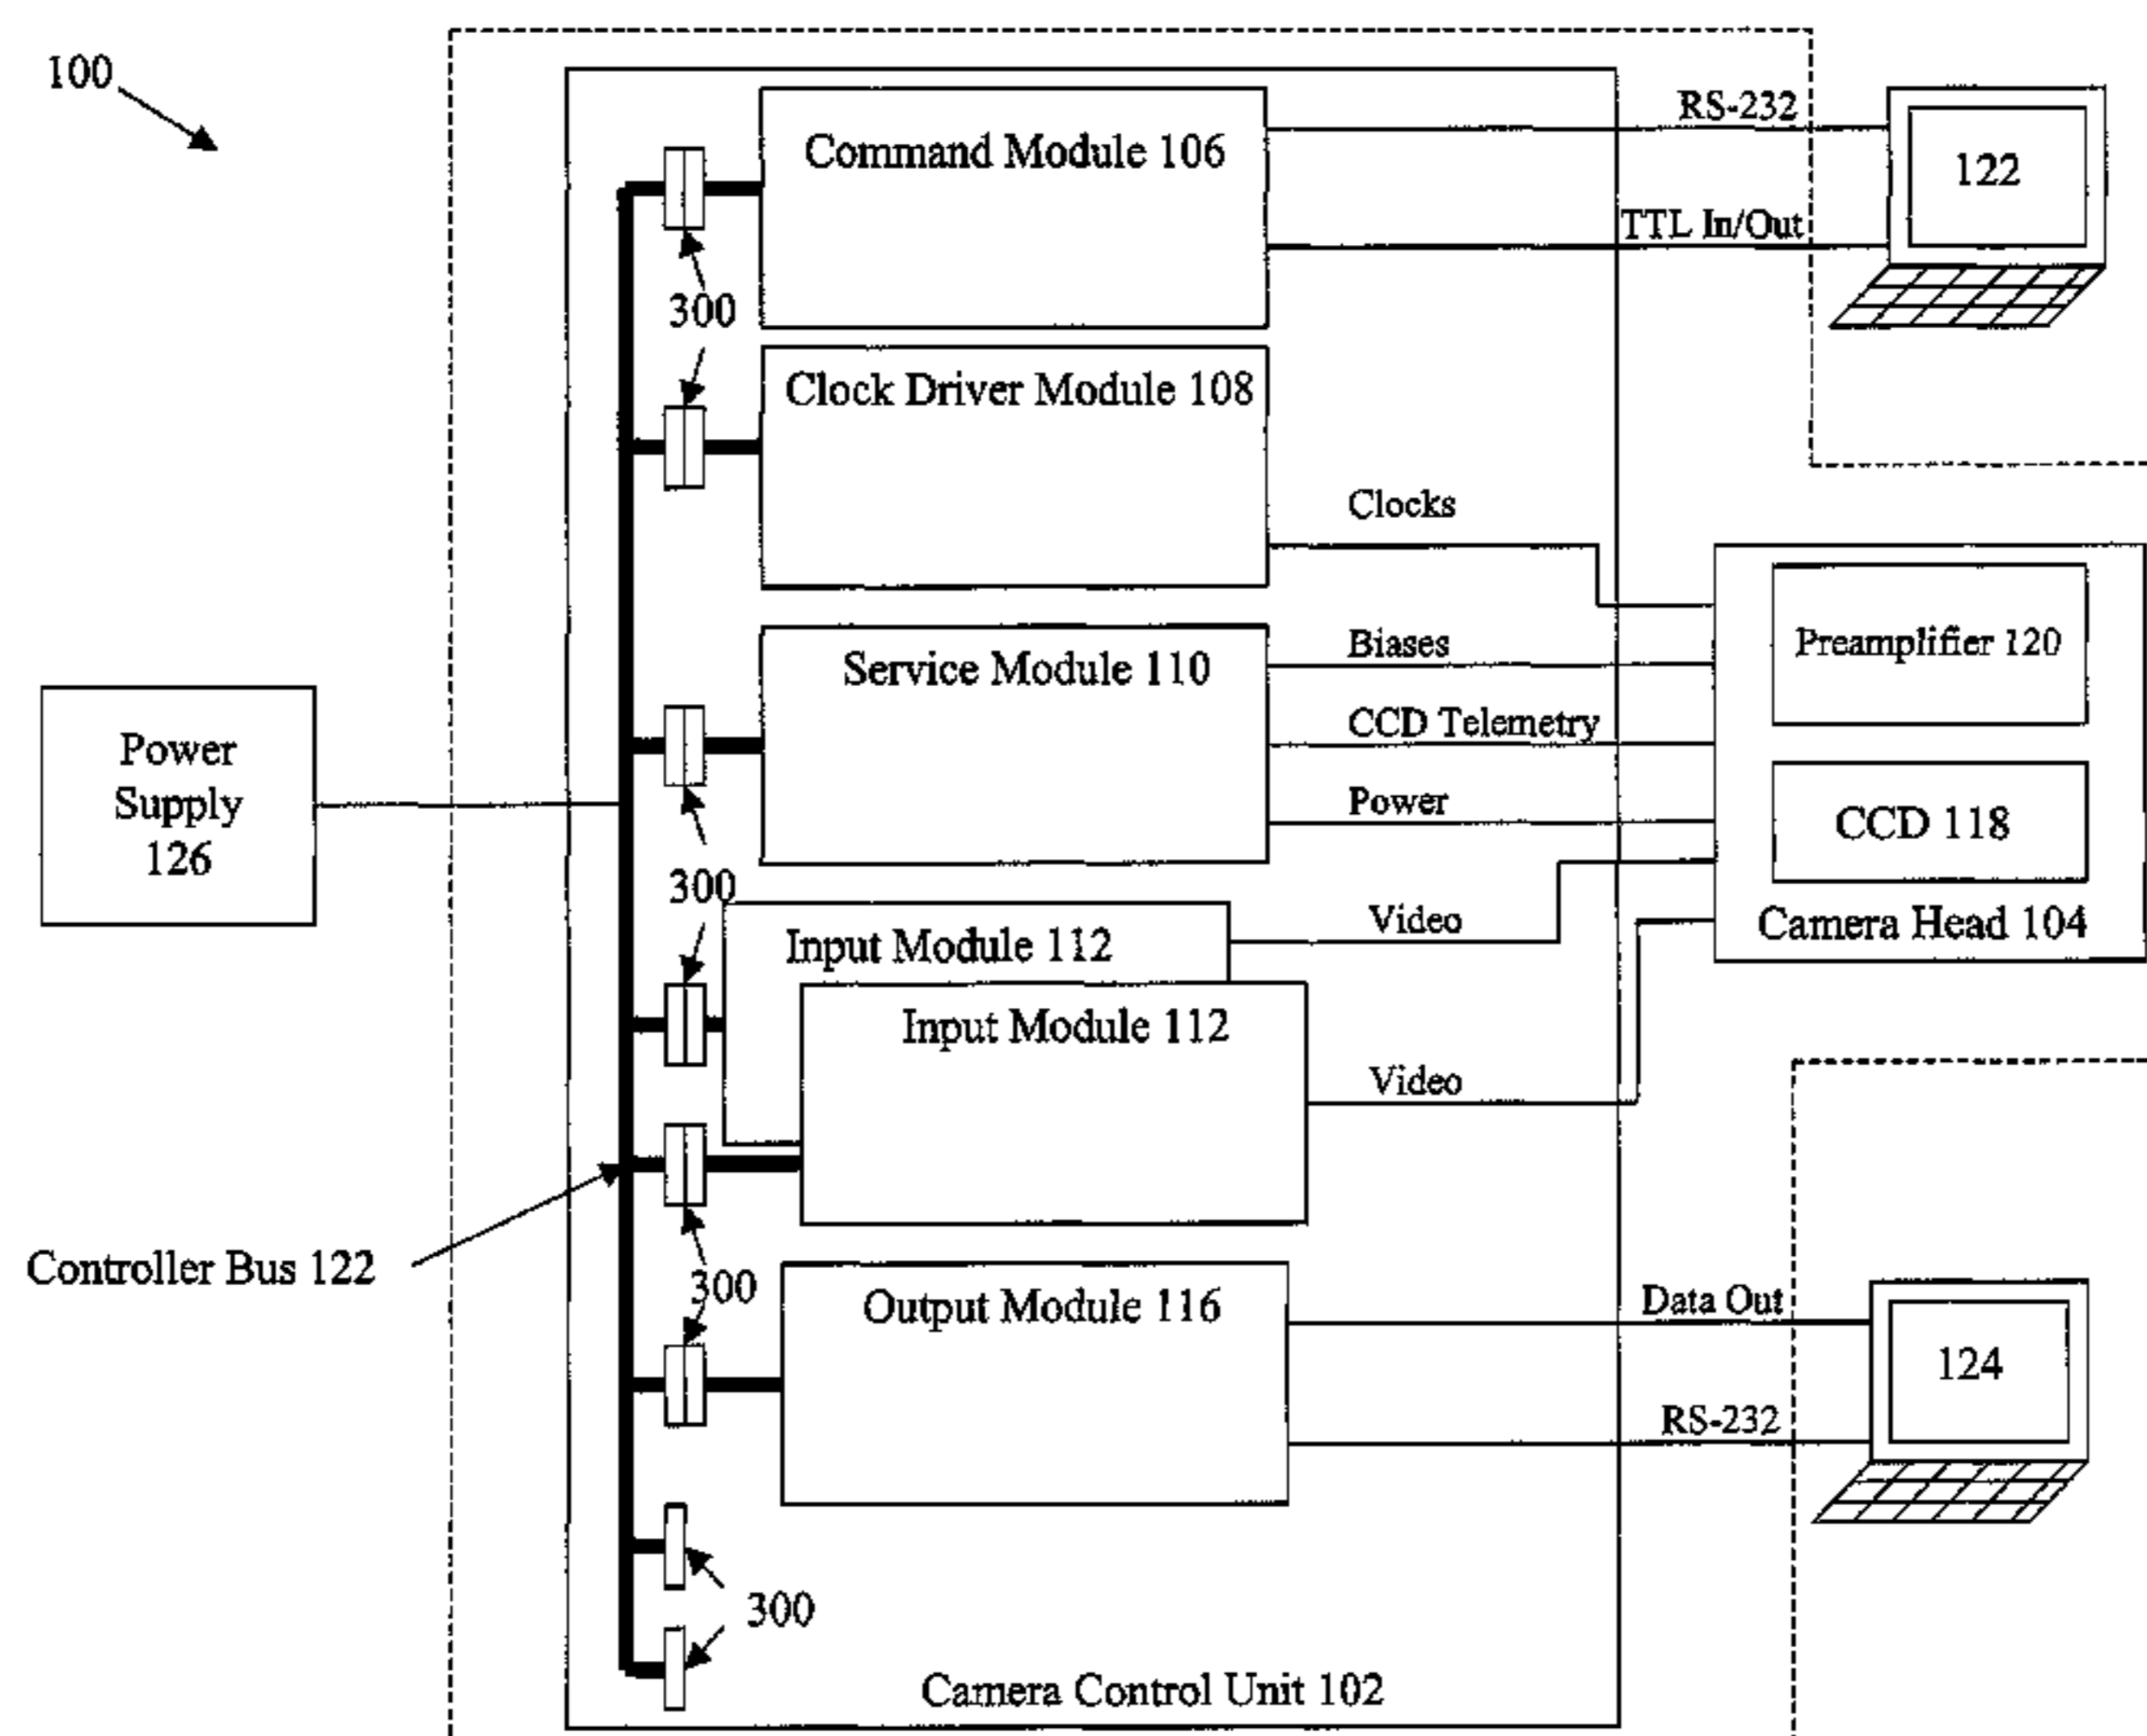 100
Command Module 106
RS-232
122
TTL In/Out
300
Clock Driver Module 108
Clocks
Preamplifier 120
Biases
Service Module 110
CCD Telemetry
Power
Supply
126
Power
CCD 118
300
Camera Head 104
Video
Input Module 112
Input Module 112
Video
Controller Bus 122
300
Output Module 116
Data Out
124
RS-232
300
Camera Control Unit 102